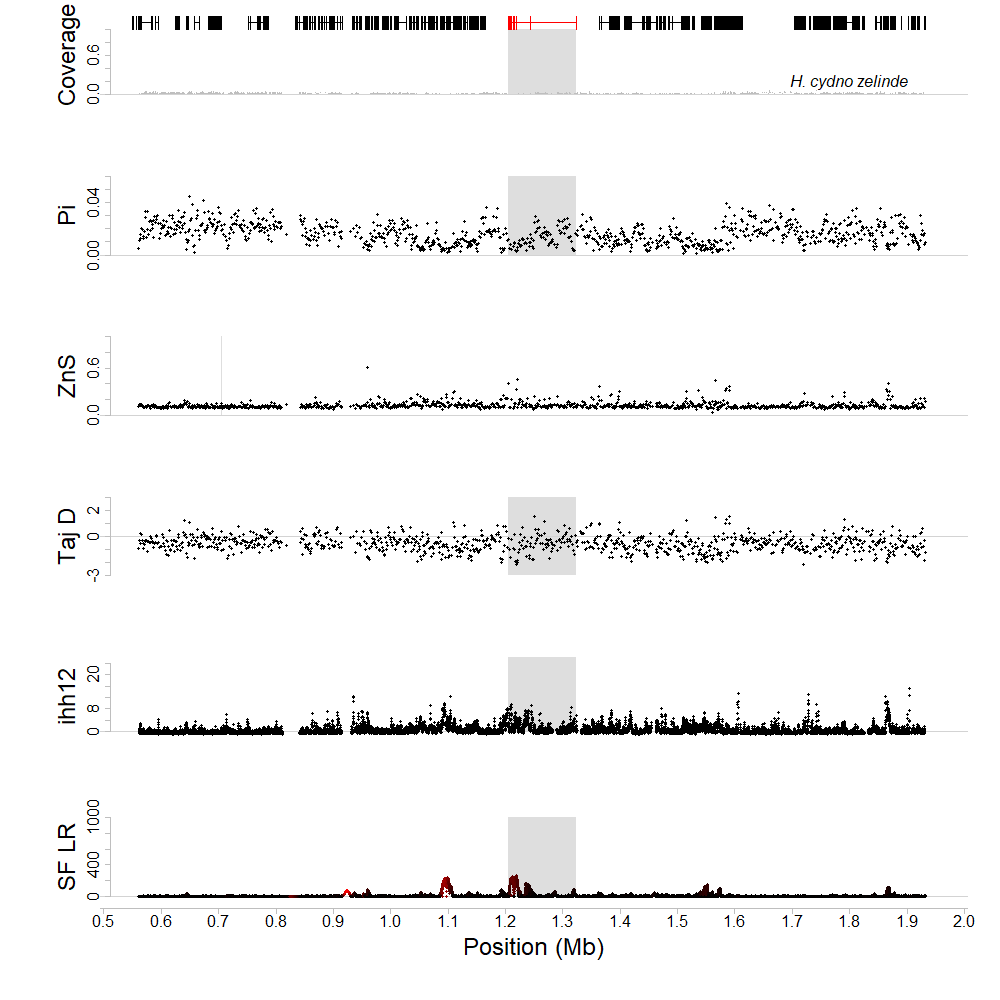 Coverage
0.0 0.6
H. cydno zelinde
Pi
0.00 0.04
ZnS
0.0 0.6
Taj D
-3 0 2
ihh12
0 8 20
SF LR
0 400 1000
0.5 0.6 0.7 0.8 0.9 1.0 1.1 1.2 1.3 1.4 1.5 1.6 1.7 1.8 1.9 2.0
Position (Mb)